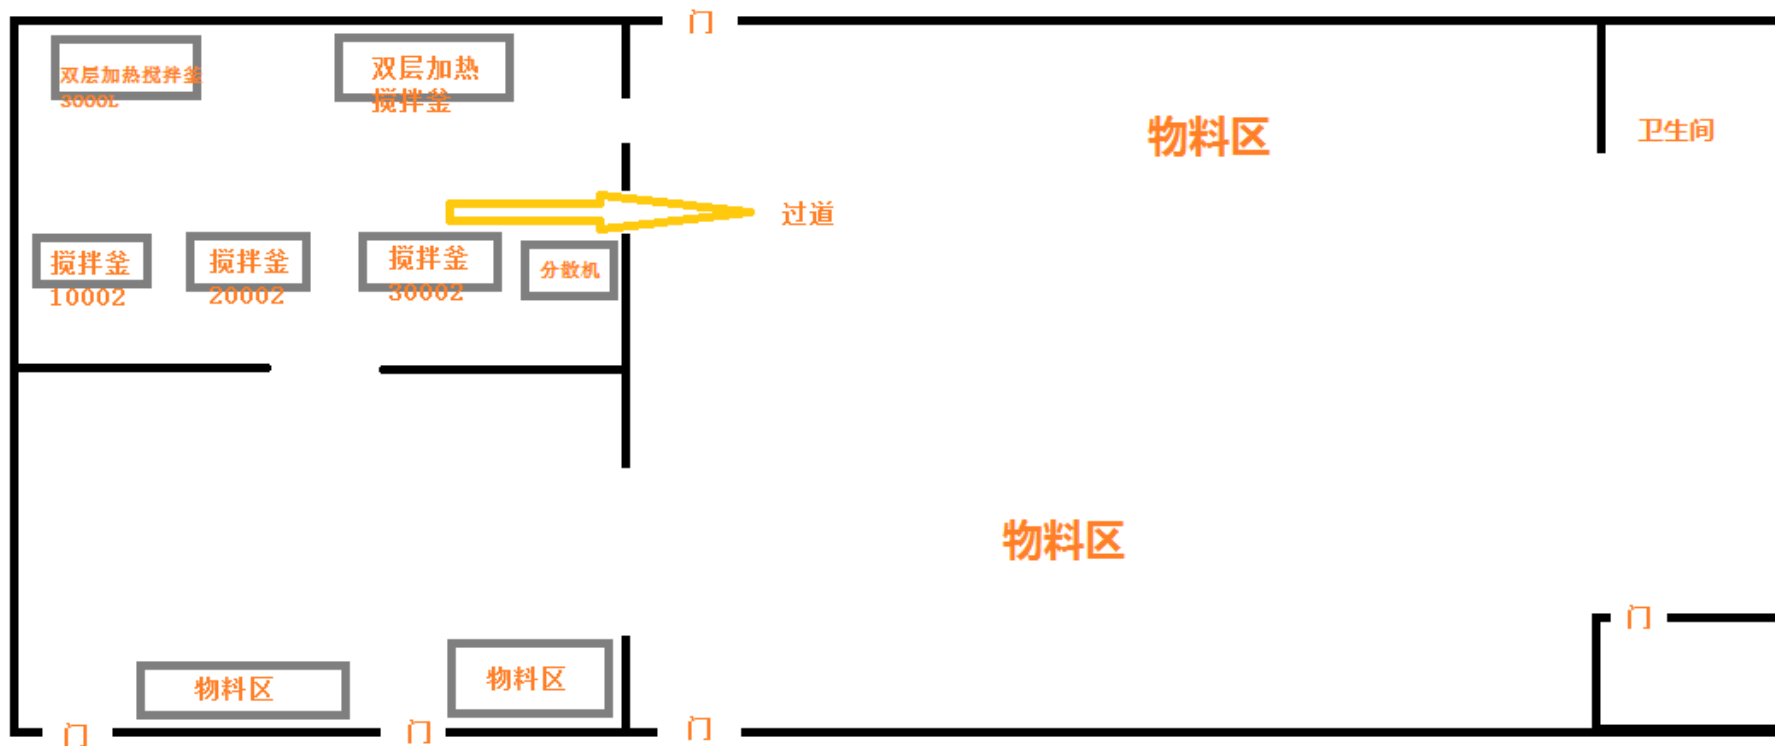 门
双层加热搅拌釜
3000L
双层加热
搅拌釜
物料区
卫生间
过道
搅拌釜
10002
搅拌釜
20002
搅拌釜
30002
分散机
物料区
门
物料区
物料区
门
门
门